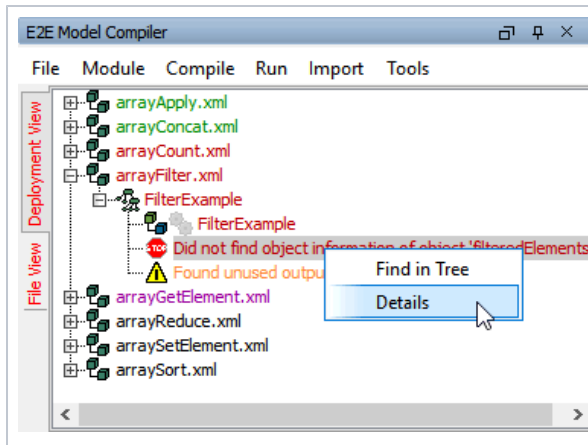 E2E Model Compiler
File Module Compile Run Import Tools
Deployment View
File View
arrayApply.xml
arrayConcat.xml
arrayCount.xml
arrayFilter.xml
FilterExample
FilterExample
STOP Did not find object information of object 'filteredElements
Found unused outpu
Find in Tree
Details
arrayGetElement.xml
arrayReduce.xml
arraySetElement.xml
arraySort.xml